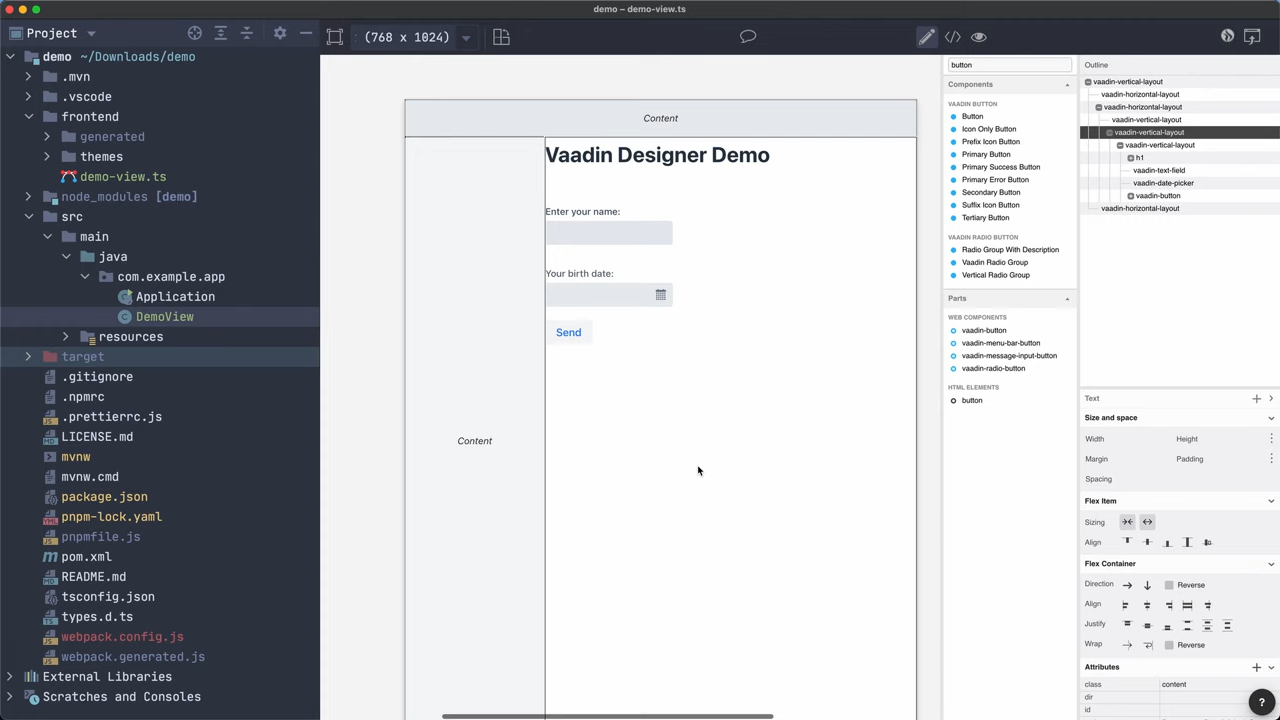 demo – demo-view.ts
Project
(768 x 1024)
demo ~/Downloads/demo
.mvn
.vscode
frontend
generated
themes
demo-view.ts
node_modules [demo]
src
main
java
com.example.app
Application
DemoView
resources
target
.gitignore
.npmrc
.prettierrc.js
LICENSE.md
mvnw
mvnw.cmd
package.json
pnpm-lock.yaml
pnpmfile.js
pom.xml
README.md
tsconfig.json
types.d.ts
webpack.config.js
webpack.generated.js
External Libraries
Scratches and Consoles
Content
Vaadin Designer Demo
Enter your name:
Your birth date:
Send
Content
button
Components
VAADIN BUTTON
Button
Icon Only Button
Prefix Icon Button
Primary Button
Primary Success Button
Primary Error Button
Secondary Button
Suffix Icon Button
Tertiary Button
VAADIN RADIO BUTTON
Radio Group With Description
Vaadin Radio Group
Vertical Radio Group
Parts
WEB COMPONENTS
vaadin-button
vaadin-menu-bar-button
vaadin-message-input-button
vaadin-radio-button
HTML ELEMENTS
button
Outline
vaadin-vertical-layout
vaadin-horizontal-layout
vaadin-horizontal-layout
vaadin-vertical-layout
vaadin-vertical-layout
vaadin-vertical-layout
h1
vaadin-text-field
vaadin-date-picker
vaadin-button
vaadin-horizontal-layout
Text
Size and space
Width Height
Margin Padding
Spacing
Flex Item
Sizing
Align
Flex Container
Direction Reverse
Align
Justify
Wrap Reverse
Attributes
class content
dir
id
?